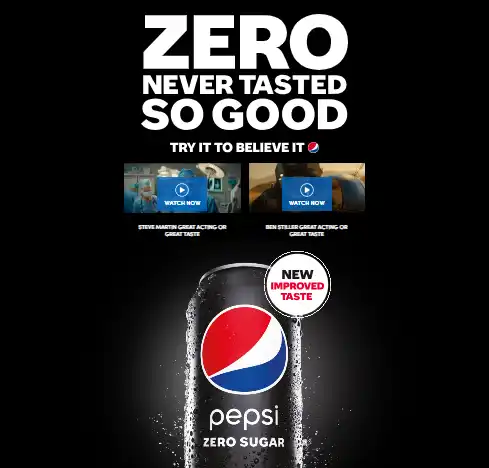 ZERO
NEVER TASTED
SO GOOD
TRY IT TO BELIEVE IT
WATCH NOW
WATCH NOW
STEVE MARTIN GREAT ACTING OR
GREAT TASTE
BEN STILLER GREAT ACTING OR
GREAT TASTE
NEW
IMPROVED
TASTE
pepsi
ZERO SUGAR